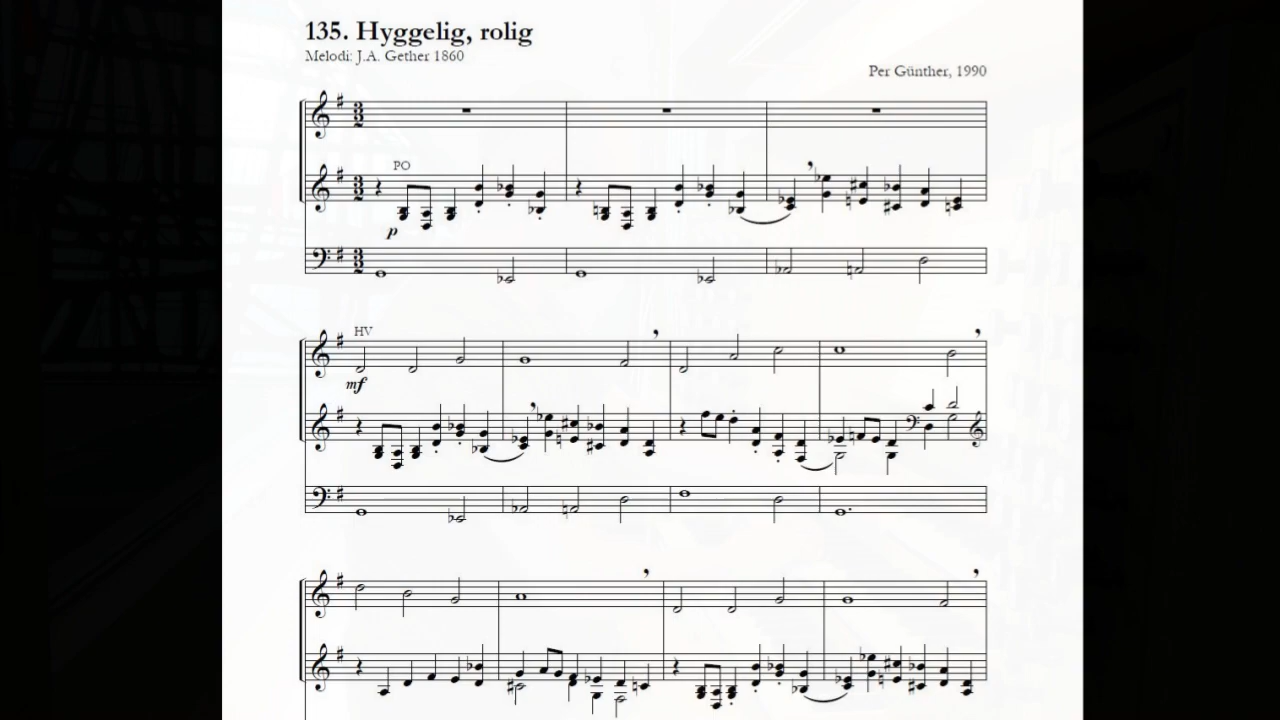 135. Hyggelig, rolig
Melodi: J.A. Gether 1860
Per Günther, 1990
PO
p
HV
mf